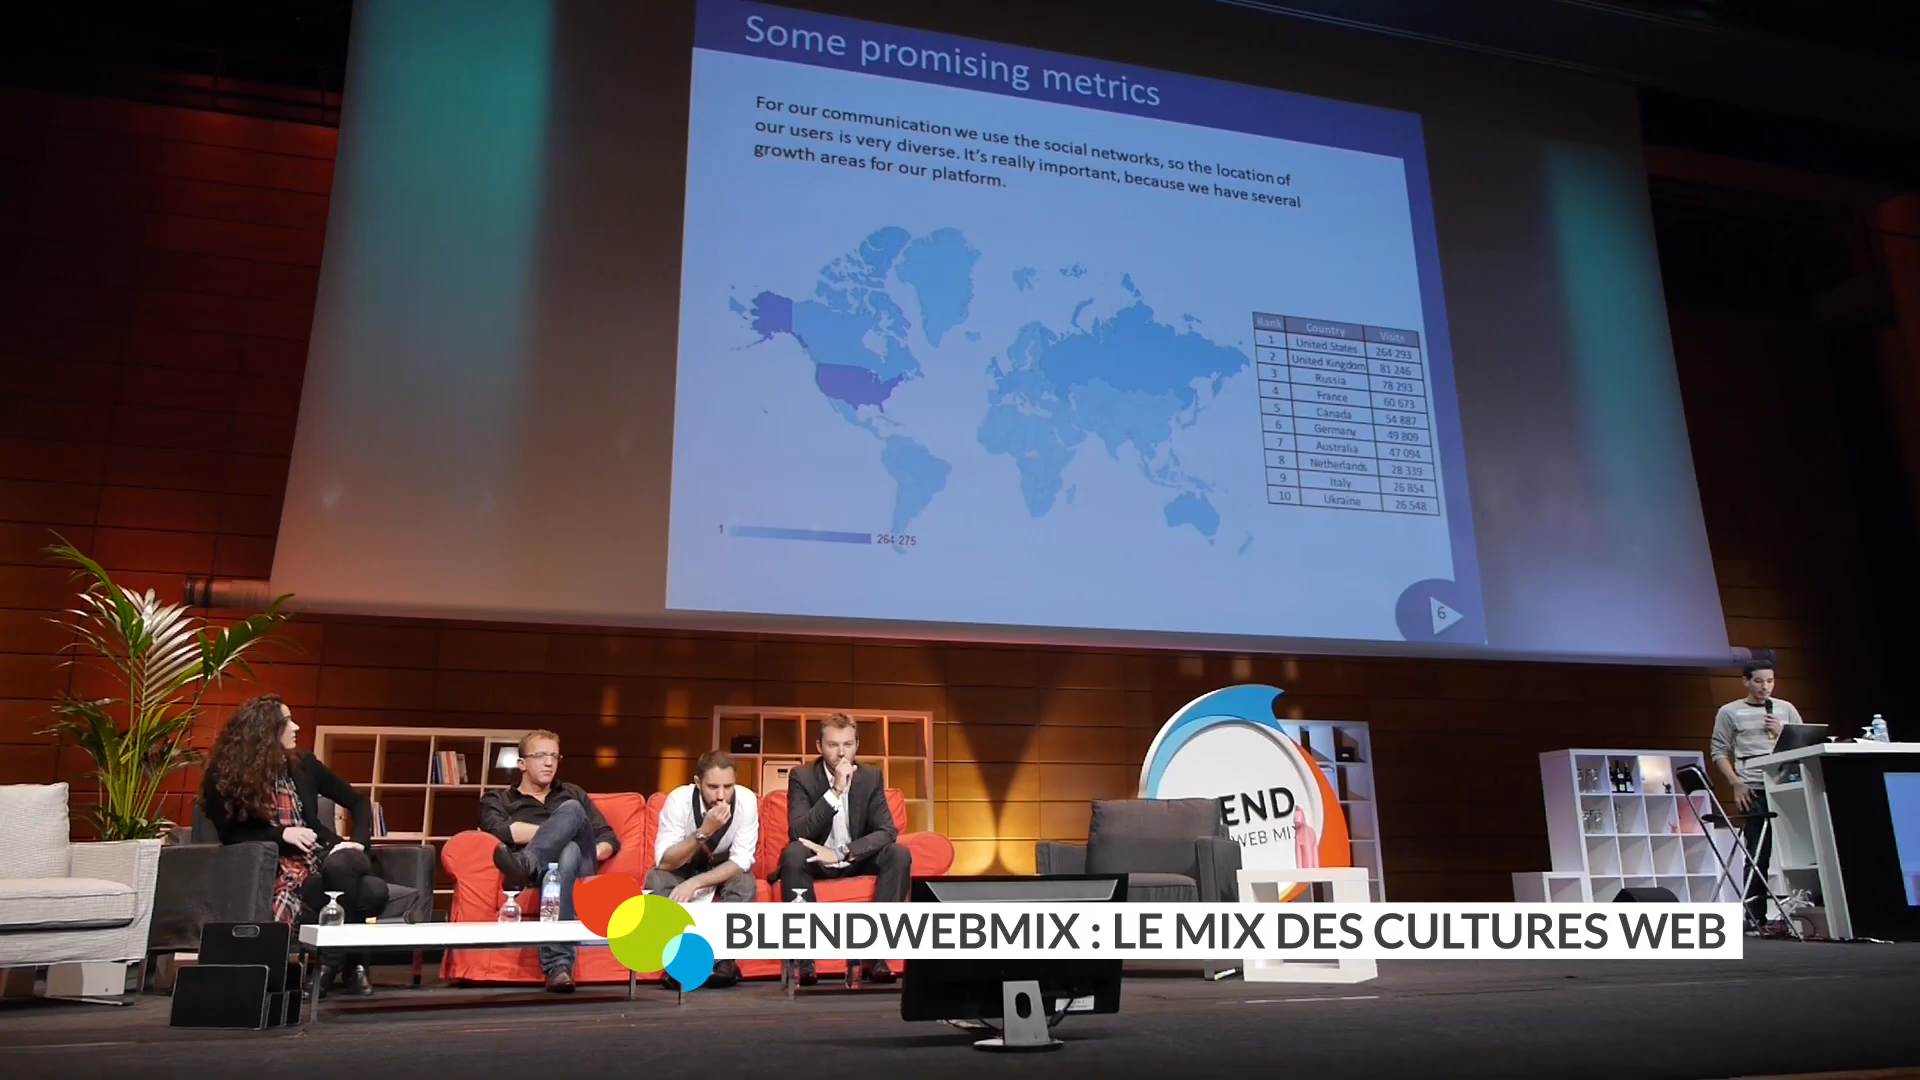 Some promising metrics
For our communication we use the social networks, so the location of
our users is very diverse. It's really important, because we have several
growth areas for our platform.
Rank Country Visits
1 United States 264 293
2 United Kingdom 81 246
3 Russia 78 293
4 France 60 673
5 Canada 54 887
6 Germany 49 809
7 Australia 47 094
8 Netherlands 28 339
9 Italy 26 854
10 Ukraine 26 548
1 264 275
6
END
WEB MIX
BLENDWEBMIX : LE MIX DES CULTURES WEB